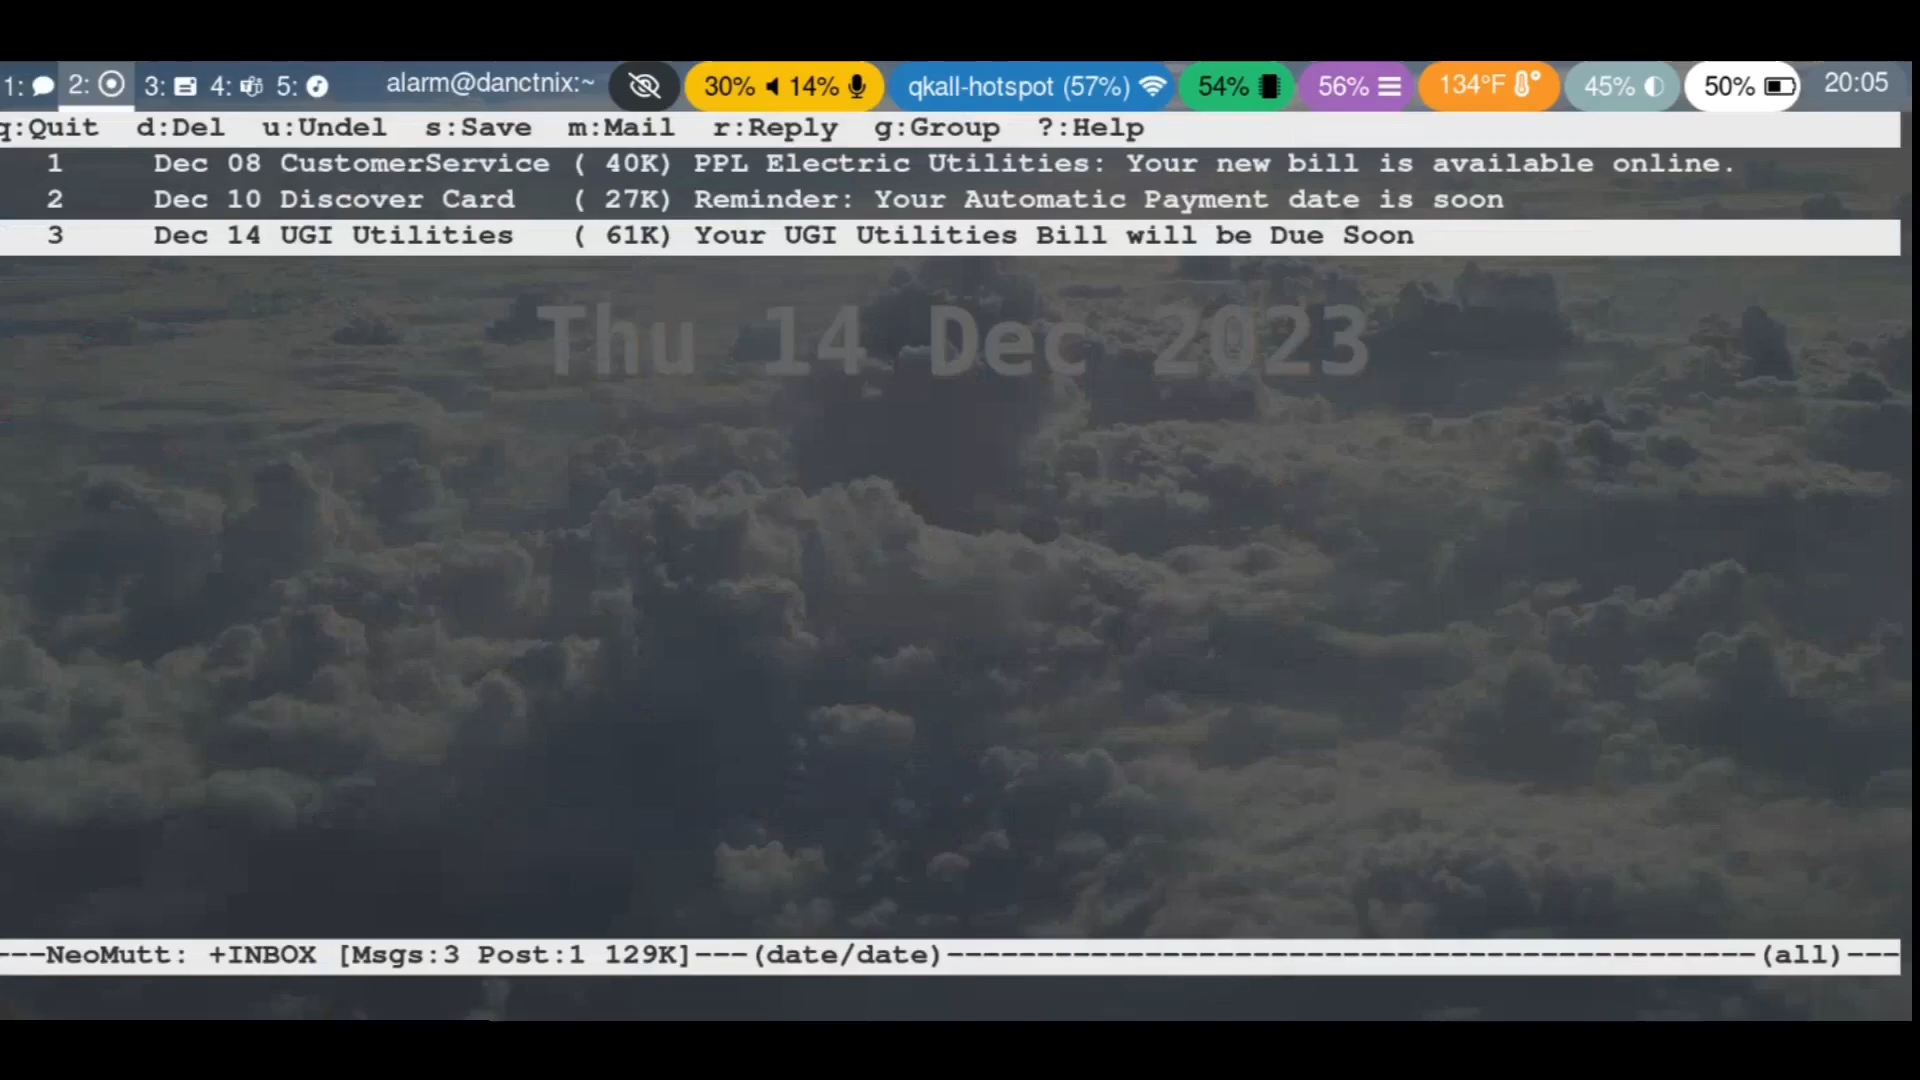 1: 2: 3: 4: 5: alarm@danctnix:~ 30% 14% qkall-hotspot (57%) 54% 56% 134°F 45% 50% 20:05
q:Quit d:Del u:Undel s:Save m:Mail r:Reply g:Group ?:Help
1 Dec 08 CustomerService ( 40K) PPL Electric Utilities: Your new bill is available online.
2 Dec 10 Discover Card ( 27K) Reminder: Your Automatic Payment date is soon
3 Dec 14 UGI Utilities ( 61K) Your UGI Utilities Bill will be Due Soon
Thu 14 Dec 2023
---NeoMutt: +INBOX [Msgs:3 Post:1 129K]---(date/date)---------------------------------------------(all)---